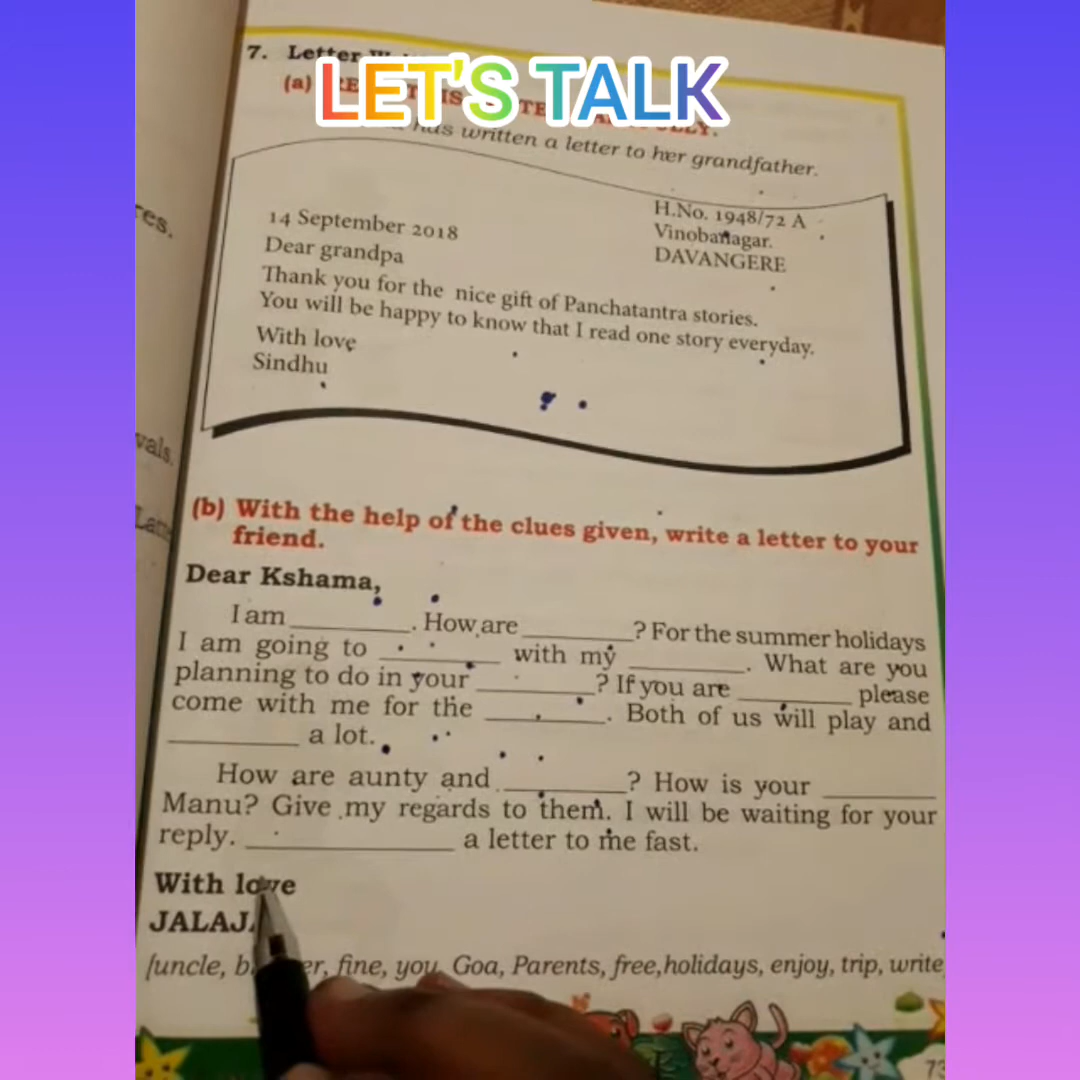 LET'S TALK
7. Letter
(a)
has written a letter to her grandfather.
H.No. 1948/72 A
14 September 2018
Vinobanagar.
Dear grandpa
DAVANGERE
Thank you for the nice gift of Panchatantra stories.
You will be happy to know that I read one story everyday.
With love
Sindhu
(b) With the help of the clues given, write a letter to your
friend.
Dear Kshama,
I am ________. How are ________? For the summer holidays
I am going to ________ with my ________. What are you
planning to do in your ________? If you are ________ please
come with me for the ________. Both of us will play and
________ a lot.
How are aunty and ________? How is your ________
Manu? Give my regards to them. I will be waiting for your
reply. ________ a letter to me fast.
With love
JALAJ
[uncle, fine, you, Goa, Parents, free, holidays, enjoy, trip, write
res.
vals.
73